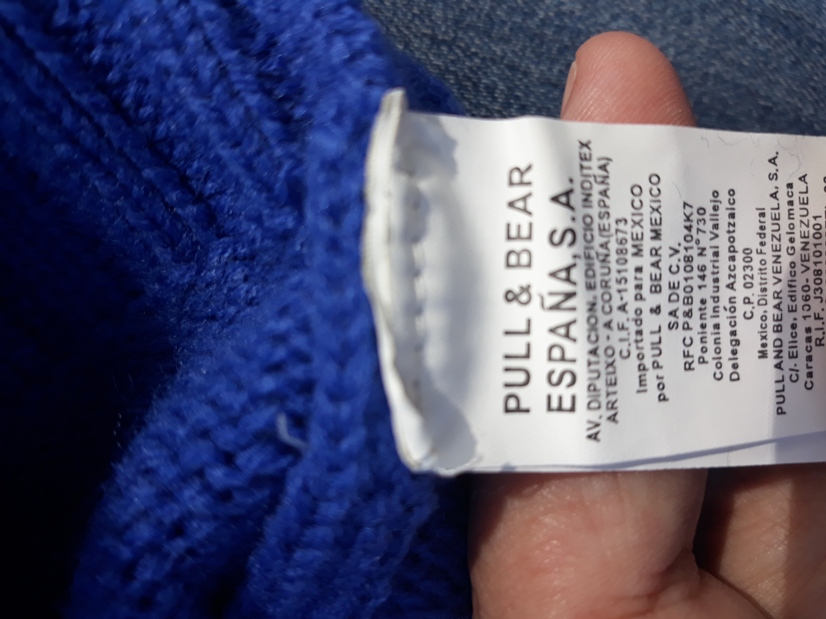 PULL & BEAR
ESPAÑA, S.A.
AV. DIPUTACION, EDIFICIO INDITEX
ARTEIXO - A CORUÑA (ESPAÑA)
C.I.F. A-15108673
Importado para MEXICO
por PULL & BEAR MEXICO
SA DE C.V.
RFC P&B0108104K7
Poniente 146 N°730
Colonia Industrial Vallejo
Delegación Azcapotzalco
C.P. 02300
Mexico, Distrito Federal
PULL AND BEAR VENEZUELA, S.A.
C/. Elice, Edifico Gelomaca
Caracas 1060- VENEZUELA
R.I.F. J308101001